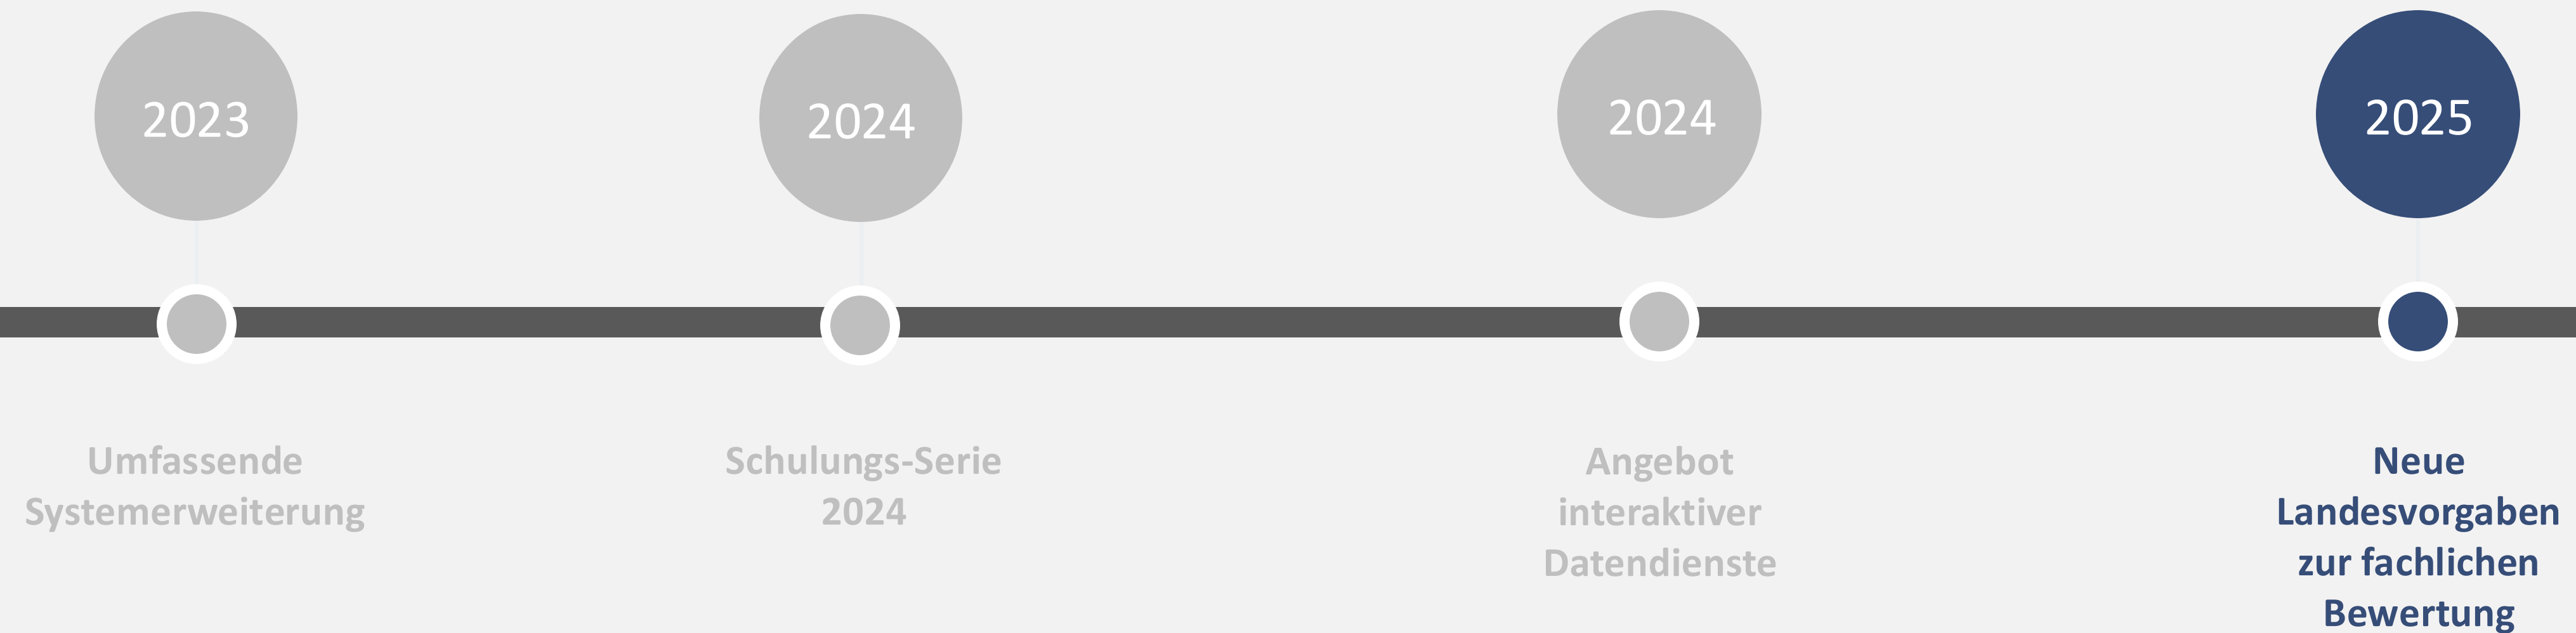 2023
2024
2024
2025
Umfassende
Systemerweiterung
Schulungs-Serie
2024
Angebot
interaktiver
Datendienste
Neue
Landesvorgaben
zur fachlichen
Bewertung